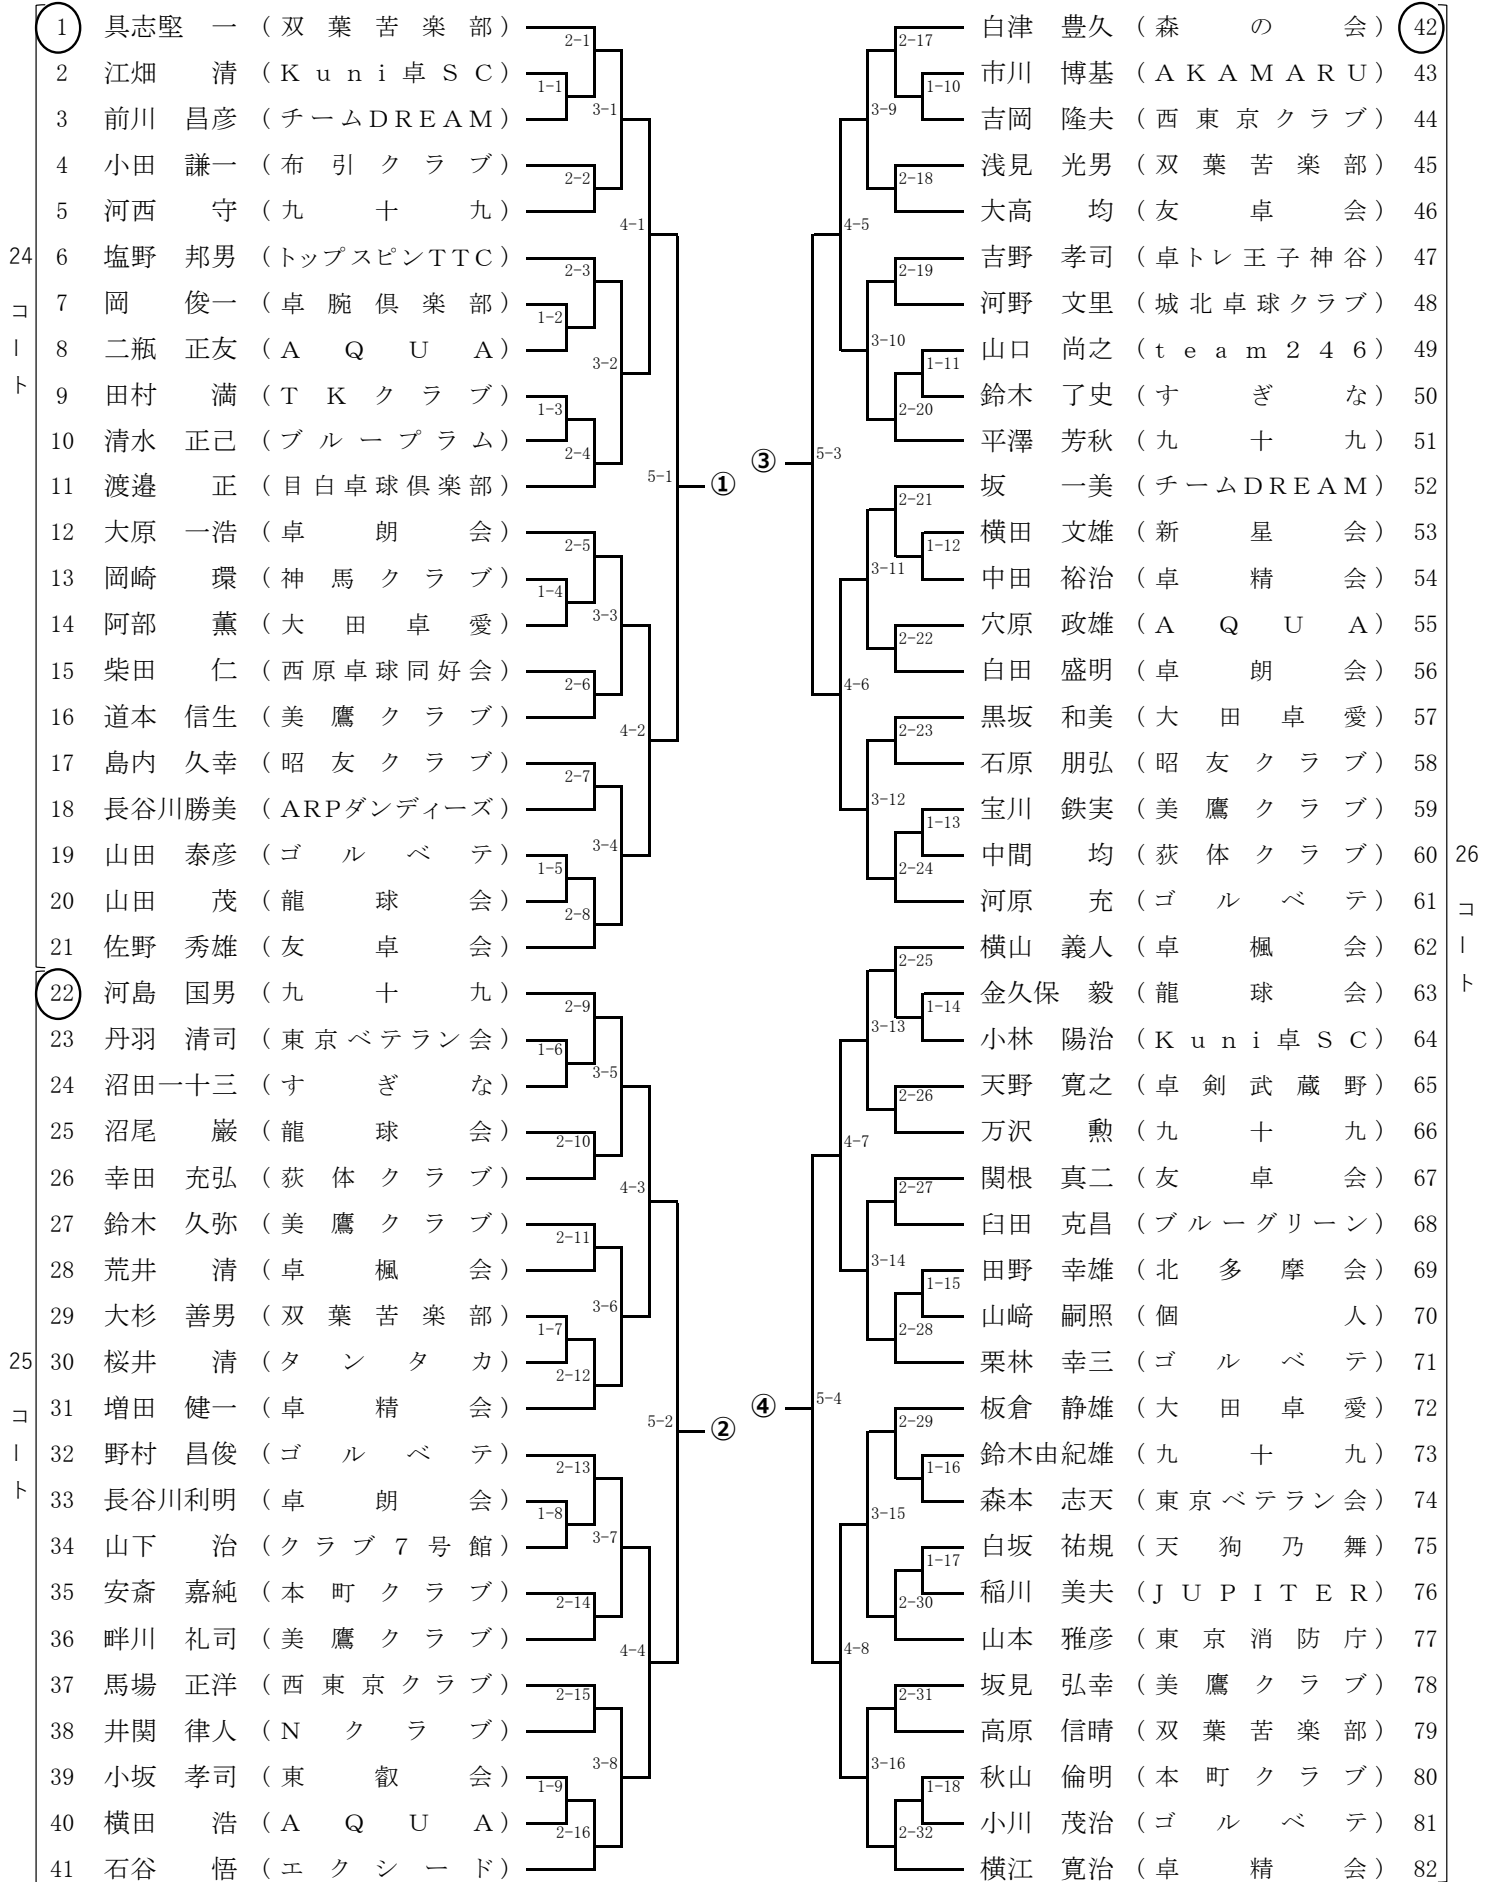 1 具志堅 一 (双葉苦楽部)
2 江畑 清 (Kuni卓SC)
3 前川 昌彦 (チームDREAM)
4 小田 謙一 (布引クラブ)
5 河西 守 (九十九)
6 塩野 邦男 (トップスピンTTC)
7 岡 俊一 (卓腕倶楽部)
8 二瓶 正友 (AQUA)
9 田村 満 (TKクラブ)
10 清水 正己 (ブループラム)
11 渡邉 正 (目白卓球倶楽部)
12 大原 一浩 (卓朗会)
13 岡崎 環 (神馬クラブ)
14 阿部 薫 (大田卓愛)
15 柴田 仁 (西原卓球同好会)
16 道本 信生 (美鷹クラブ)
17 島内 久幸 (昭友クラブ)
18 長谷川勝美 (ARPダンディーズ)
19 山田 泰彦 (ゴルベテ)
20 山田 茂 (龍球会)
21 佐野 秀雄 (友卓会)
24コート
2-1
1-1
3-1
2-2
4-1
2-3
1-2
3-2
1-3
2-4
5-1
①
2-5
1-4
3-3
2-6
4-2
2-7
3-4
1-5
2-8
22 河島 国男 (九十九)
23 丹羽 清司 (東京ベテラン会)
24 沼田一十三 (すぎな)
25 沼尾 巌 (龍球会)
26 幸田 充弘 (荻体クラブ)
27 鈴木 久弥 (美鷹クラブ)
28 荒井 清 (卓楓会)
29 大杉 善男 (双葉苦楽部)
30 桜井 清 (タンタカ)
31 増田 健一 (卓精会)
32 野村 昌俊 (ゴルベテ)
33 長谷川利明 (卓朗会)
34 山下 治 (クラブ7号館)
35 安斎 嘉純 (本町クラブ)
36 畔川 礼司 (美鷹クラブ)
37 馬場 正洋 (西東京クラブ)
38 井関 律人 (Nクラブ)
39 小坂 孝司 (東叡会)
40 横田 浩 (AQUA)
41 石谷 悟 (エクシード)
25コート
2-9
1-6
3-5
2-10
4-3
2-11
3-6
1-7
2-12
5-2
②
2-13
1-8
3-7
2-14
4-4
2-15
3-8
1-9
2-16
白津 豊久 (森の会) 42
市川 博基 (AKAMARU) 43
吉岡 隆夫 (西東京クラブ) 44
浅見 光男 (双葉苦楽部) 45
大高 均 (友卓会) 46
吉野 孝司 (卓トレ王子神谷) 47
河野 文里 (城北卓球クラブ) 48
山口 尚之 (team246) 49
鈴木 了史 (すぎな) 50
平澤 芳秋 (九十九) 51
坂 一美 (チームDREAM) 52
横田 文雄 (新星会) 53
中田 裕治 (卓精会) 54
穴原 政雄 (AQUA) 55
白田 盛明 (卓朗会) 56
黒坂 和美 (大田卓愛) 57
石原 朋弘 (昭友クラブ) 58
宝川 鉄実 (美鷹クラブ) 59
中間 均 (荻体クラブ) 60
河原 充 (ゴルベテ) 61
2-17
1-10
3-9
2-18
4-5
2-19
3-10
1-11
2-20
③
5-3
2-21
1-12
3-11
2-22
4-6
2-23
3-12
1-13
2-24
横山 義人 (卓楓会) 62
金久保 毅 (龍球会) 63
小林 陽治 (Kuni卓SC) 64
天野 寛之 (卓剣武蔵野) 65
万沢 勲 (九十九) 66
関根 真二 (友卓会) 67
臼田 克昌 (ブルーグリーン) 68
田野 幸雄 (北多摩会) 69
山﨑 嗣照 (個人) 70
栗林 幸三 (ゴルベテ) 71
板倉 静雄 (大田卓愛) 72
鈴木由紀雄 (九十九) 73
森本 志天 (東京ベテラン会) 74
白坂 祐規 (天狗乃舞) 75
稲川 美夫 (JUPITER) 76
山本 雅彦 (東京消防庁) 77
坂見 弘幸 (美鷹クラブ) 78
高原 信晴 (双葉苦楽部) 79
秋山 倫明 (本町クラブ) 80
小川 茂治 (ゴルベテ) 81
横江 寛治 (卓精会) 82
26コート
2-25
1-14
3-13
2-26
4-7
2-27
3-14
1-15
2-28
④
5-4
2-29
1-16
3-15
1-17
2-30
4-8
2-31
3-16
1-18
2-32